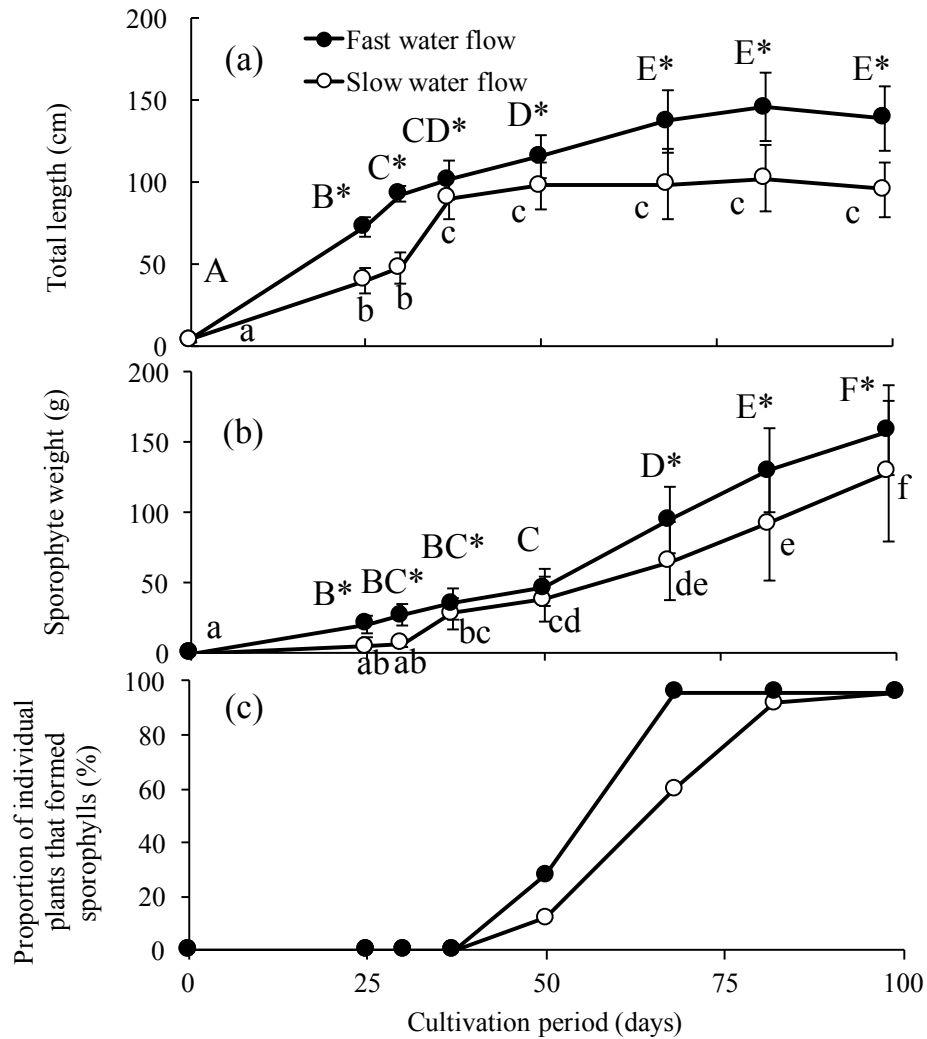 (a)
Fast water flow
Slow water flow
Total length (cm)
200
150
100
50
0
A
B*
C*
CD*
D*
E*
E*
E*
a
b
b
c
c
c
c
c
(b)
Sporophyte weight (g)
200
150
100
50
0
a
B*
BC*
BC*
C
D*
E*
F*
ab
ab
bc
cd
de
e
f
(c)
Proportion of individual
plants that formed
sporophylls (%)
100
80
60
40
20
0
0
25
50
75
100
Cultivation period (days)